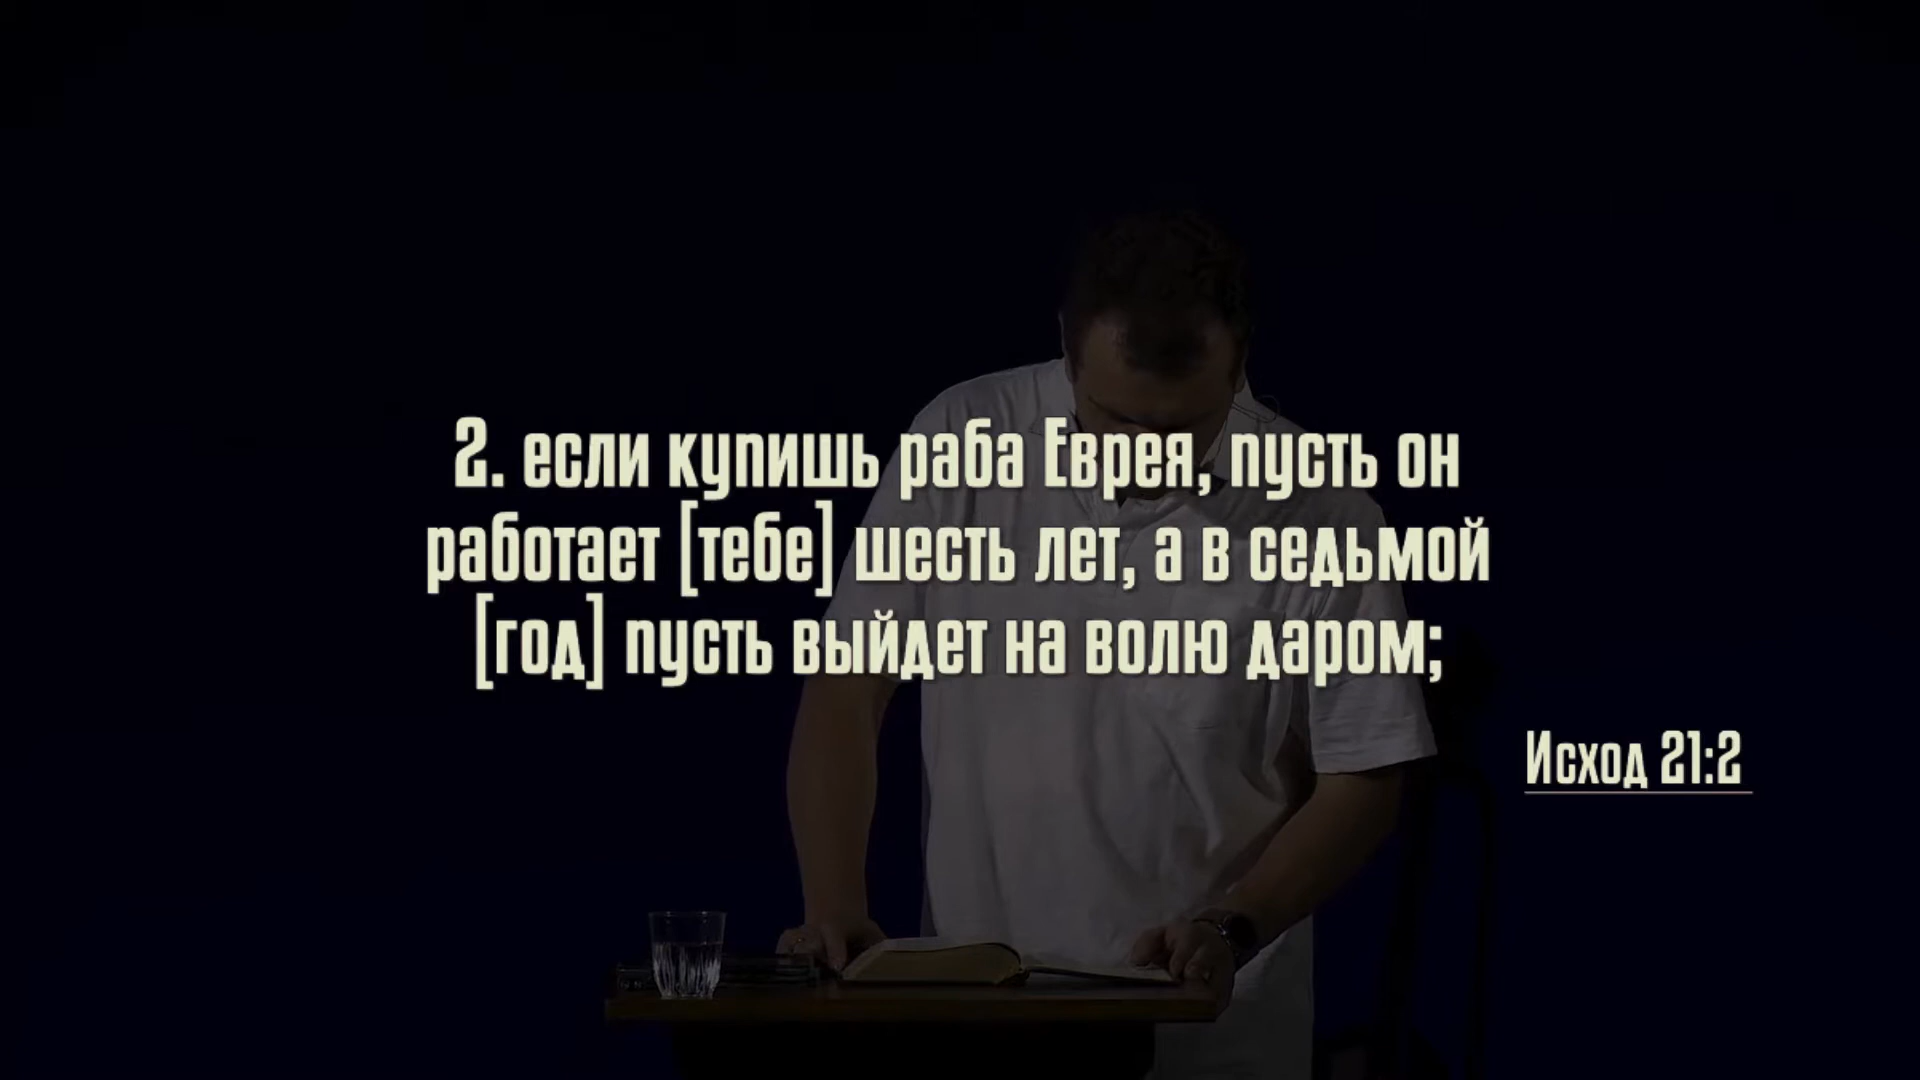 2. если купишь раба Еврея, пусть он
работает [тебе] шесть лет, а в седьмой
[год] пусть выйдет на волю даром;
Исход 21:2